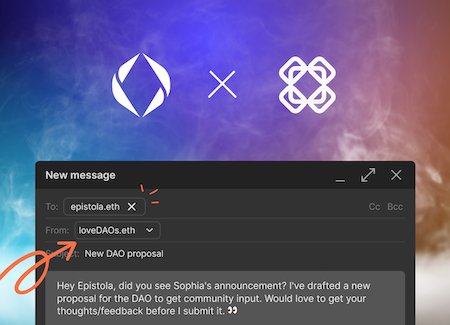 New message
To: epistola.eth Cc Bcc
From: loveDAOs.eth
Subject: New DAO proposal
Hey Epistola, did you see Sophia's announcement? I've drafted a new
proposal for the DAO to get community input. Would love to get your
thoughts/feedback before I submit it. 👀